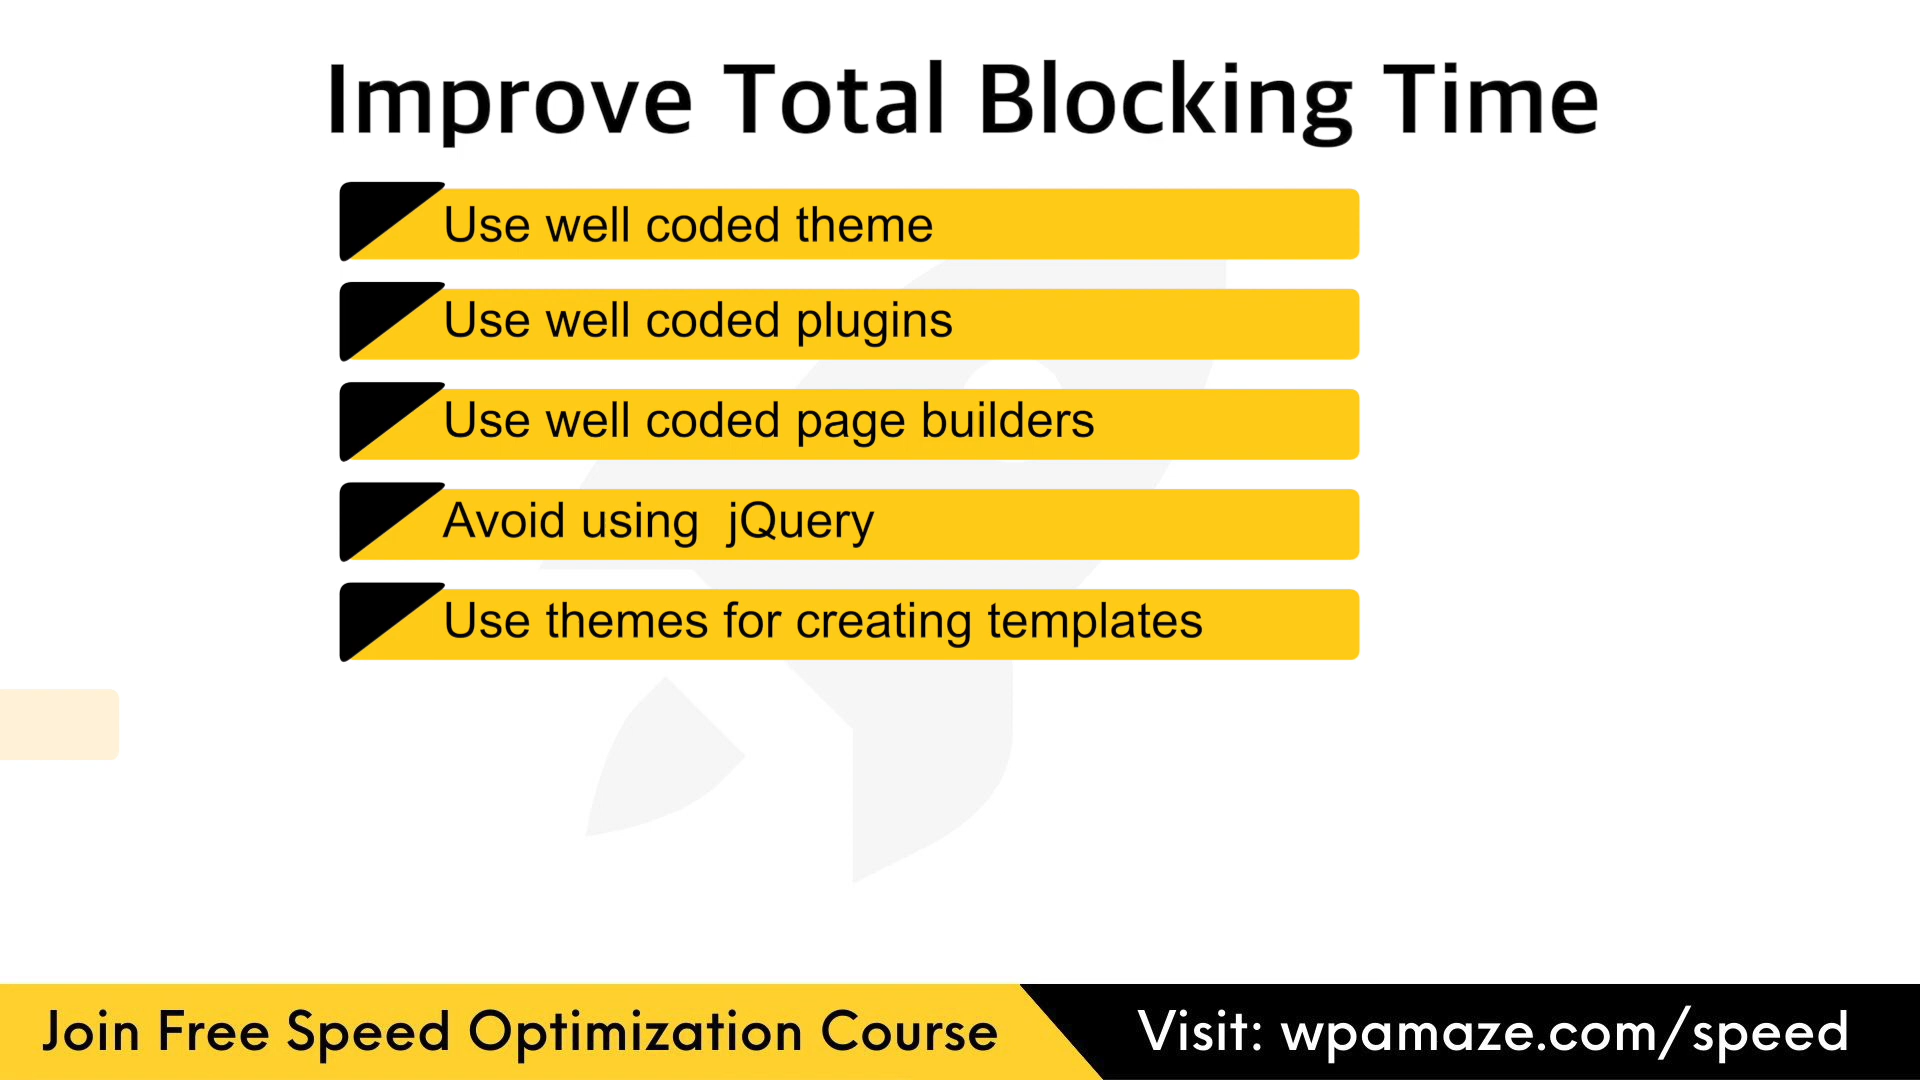 Improve Total Blocking Time
Use well coded theme
Use well coded plugins
Use well coded page builders
Avoid using  jQuery
Use themes for creating templates
Join Free Speed Optimization Course
Visit: wpamaze.com/speed